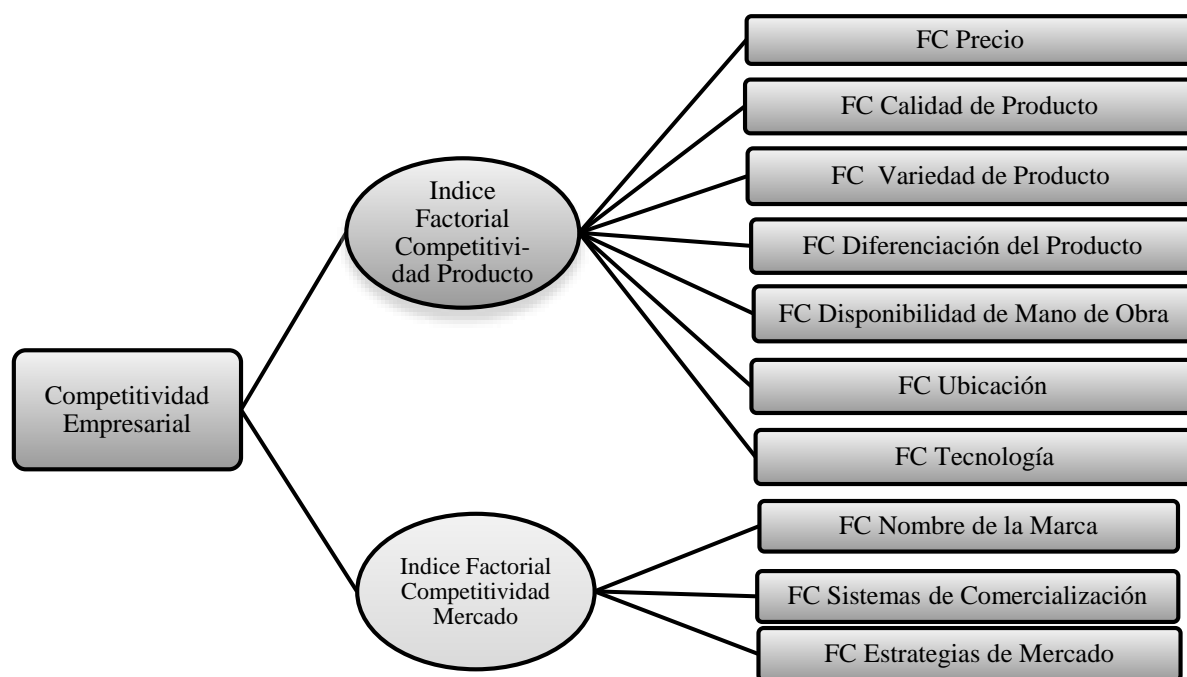 Competitividad
Empresarial
Indice
Factorial
Competitivi-
dad Producto
FC Precio
FC Calidad de Producto
FC Variedad de Producto
FC Diferenciación del Producto
FC Disponibilidad de Mano de Obra
FC Ubicación
FC Tecnología
Indice Factorial
Competitividad
Mercado
FC Nombre de la Marca
FC Sistemas de Comercialización
FC Estrategias de Mercado